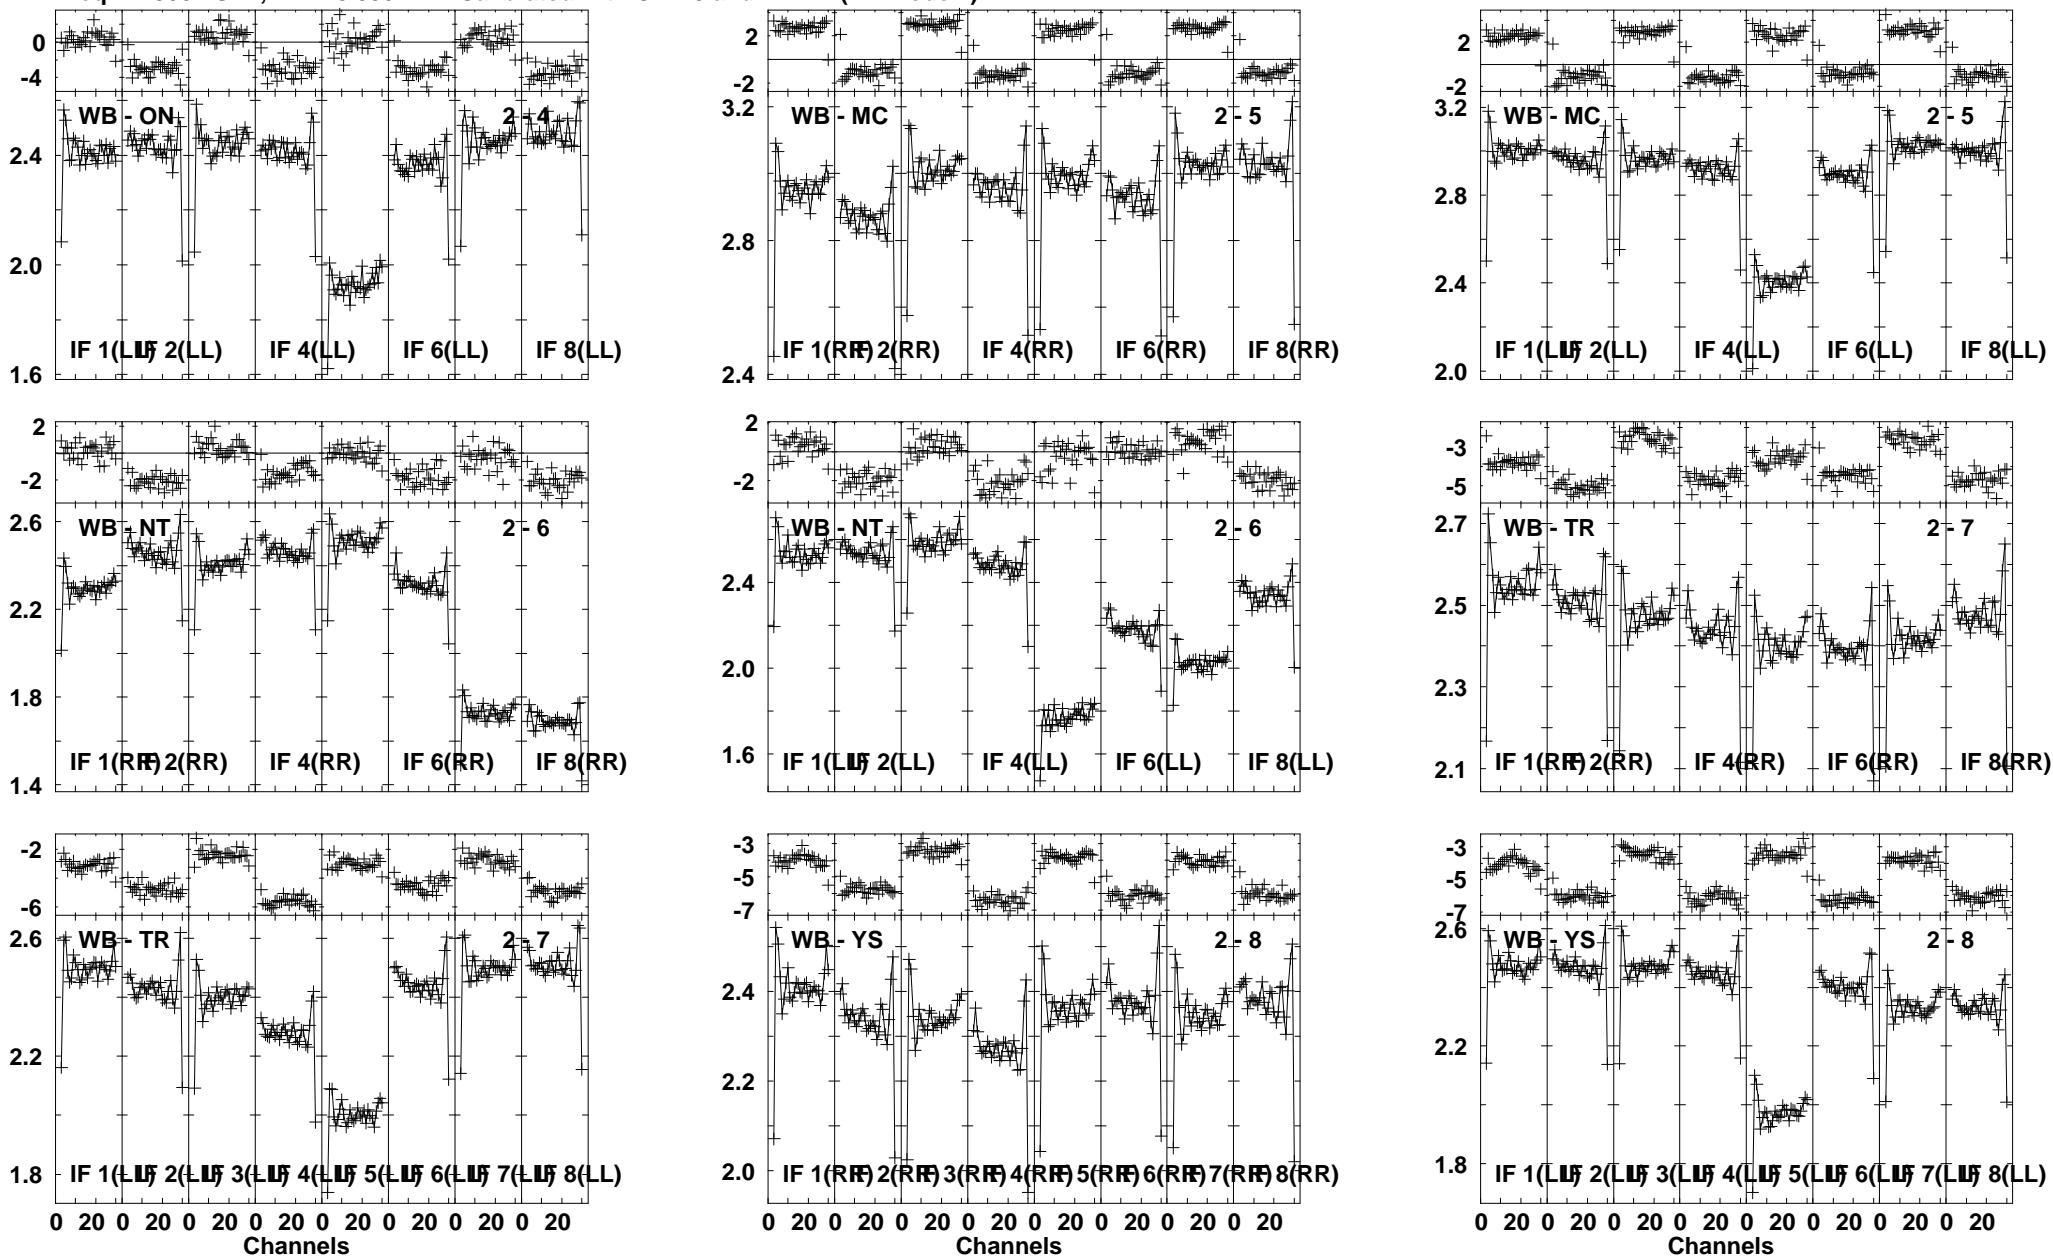 0
-4
WB - ON 2 - 4
2.4
2.0
1.6
IF 1(LL) IF 2(LL) IF 4(LL) IF 6(LL) IF 8(LL)
2
-2
3.2
WB - MC 2 - 5
2.8
2.4
IF 1(RR) IF 2(RR) IF 4(RR) IF 6(RR) IF 8(RR)
2
-2
3.2
WB - MC 2 - 5
2.8
2.4
2.0
IF 1(LL) IF 2(LL) IF 4(LL) IF 6(LL) IF 8(LL)
2
-2
2.6
WB - NT 2 - 6
2.2
1.8
1.4
IF 1(RR) IF 2(RR) IF 4(RR) IF 6(RR) IF 8(RR)
2
-2
WB - NT 2 - 6
2.4
2.0
1.6
IF 1(LL) IF 2(LL) IF 4(LL) IF 6(LL) IF 8(LL)
-3
-5
2.7
WB - TR 2 - 7
2.5
2.3
2.1
IF 1(RR) IF 2(RR) IF 4(RR) IF 6(RR) IF 8(RR)
-2
-6
2.6
WB - TR 2 - 7
2.2
1.8
IF 1(LL) IF 2(LL) IF 3(LL) IF 4(LL) IF 5(LL) IF 6(LL) IF 7(LL) IF 8(LL)
0 20 0 20 0 20 0 20 0 20 0 20 0 20 0 20
Channels
-3
-5
-7
WB - YS 2 - 8
2.4
2.2
2.0
IF 1(RR) IF 2(RR) IF 3(RR) IF 4(RR) IF 5(RR) IF 6(RR) IF 7(RR) IF 8(RR)
0 20 0 20 0 20 0 20 0 20 0 20 0 20 0 20
Channels
-3
-5
-7
2.6
WB - YS 2 - 8
2.2
1.8
IF 1(LL) IF 2(LL) IF 3(LL) IF 4(LL) IF 5(LL) IF 6(LL) IF 7(LL) IF 8(LL)
0 20 0 20 0 20 0 20 0 20 0 20 0 20 0 20
Channels